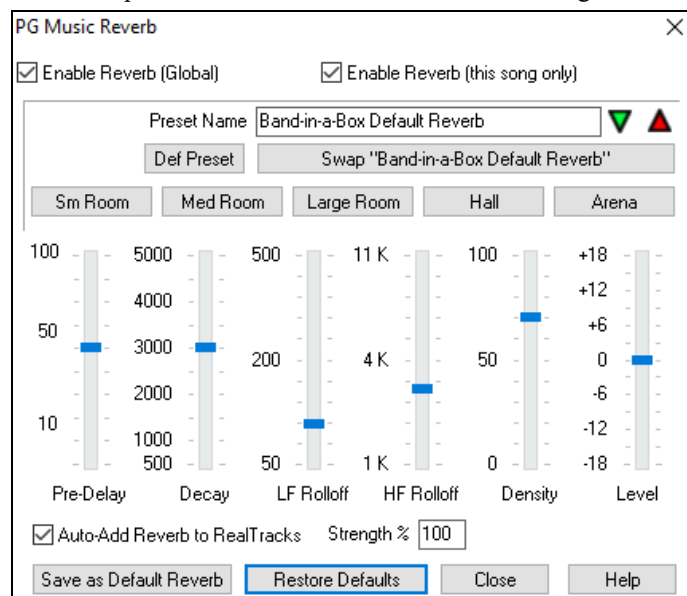 PG Music Reverb
Enable Reverb (Global) Enable Reverb (this song only)
Preset Name Band-in-a-Box Default Reverb
Def Preset Swap "Band-in-a-Box Default Reverb"
Sm Room Med Room Large Room Hall Arena
100 5000 500 11 K 100 +18
4000 +12
50 +6
3000
200 4 K 50 0
2000 -6
10
1000 -12
500 50 1 K 0 -18
Pre-Delay Decay LF Rolloff HF Rolloff Density Level
Auto-Add Reverb to RealTracks Strength % 100
Save as Default Reverb Restore Defaults Close Help